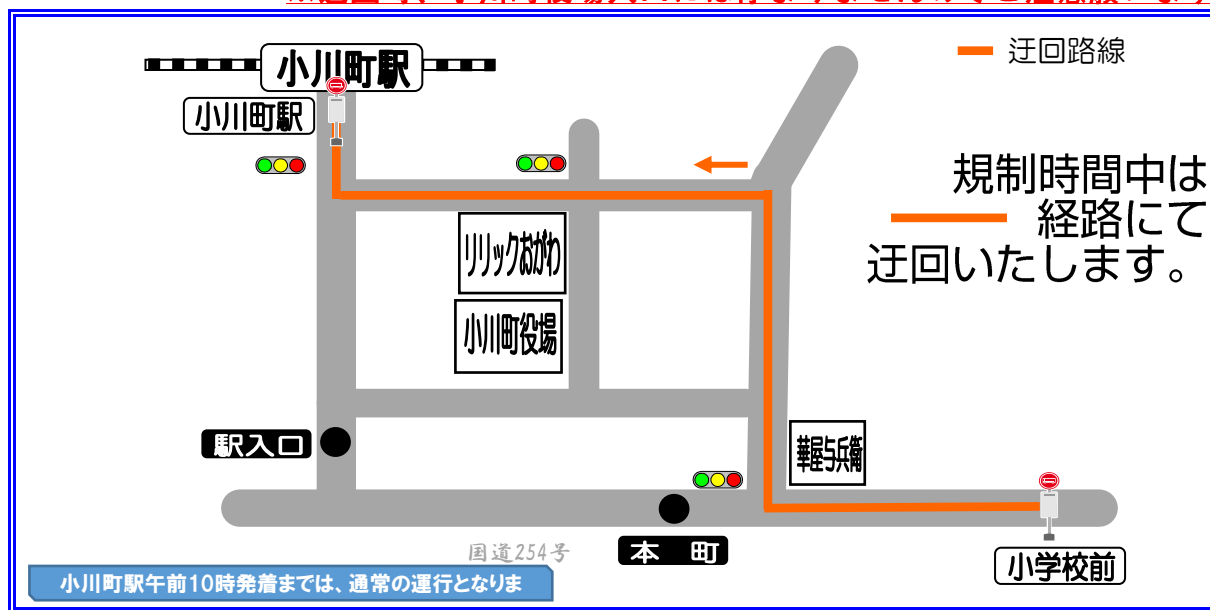 迂回路線
小川町駅
小川町駅
規制時間中は
経路にて
迂回いたします。
リリックおがわ
小川町役場
駅入口
華屋与兵衛
国道254号
本 町
小学校前
小川町駅午前10時発着までは、通常の運行となりま